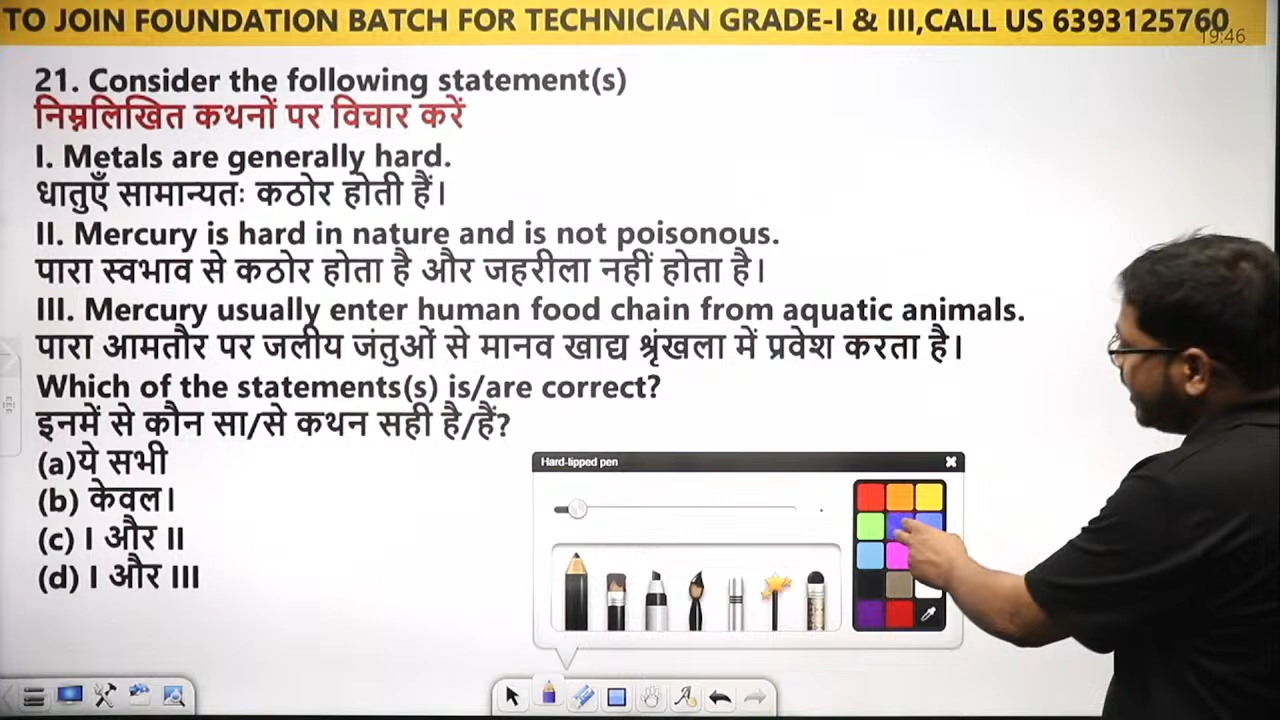 TO JOIN FOUNDATION BATCH FOR TECHNICIAN GRADE-I & III,CALL US 6393125760
19:46
21. Consider the following statement(s)
निम्नलिखित कथनों पर विचार करें
I. Metals are generally hard.
धातुएँ सामान्यतः कठोर होती हैं।
II. Mercury is hard in nature and is not poisonous.
पारा स्वभाव से कठोर होता है और जहरीला नहीं होता है।
III. Mercury usually enter human food chain from aquatic animals.
पारा आमतौर पर जलीय जंतुओं से मानव खाद्य श्रृंखला में प्रवेश करता है।
Which of the statements(s) is/are correct?
इनमें से कौन सा/से कथन सही है/हैं?
(a)ये सभी
(b) केवल।
(c) I और II
(d) I और III
Hard-lipped pen